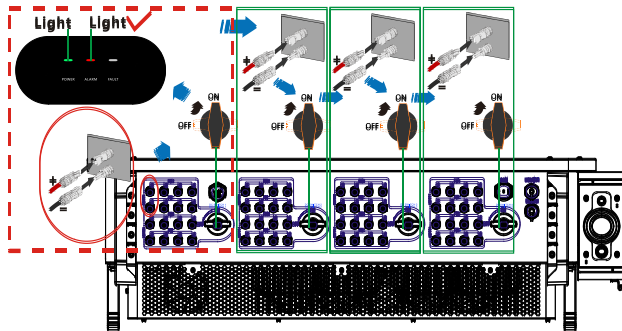 Light Light
POWER ALARM FAULT
ON
OFF
+
=
ON
OFF
+
=
ON
OFF
+
=
ON
OFF
+
=